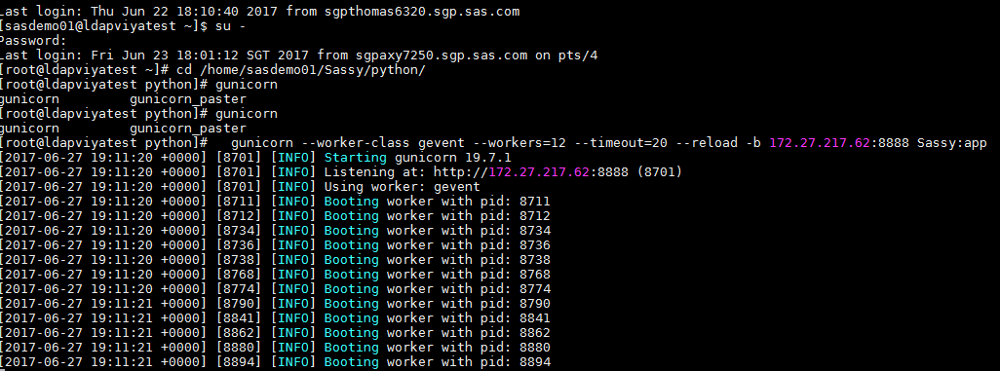 Last login: Thu Jun 22 18:10:40 2017 from sgpthomas6320.sgp.sas.com
[sasdemo01@ldapviyatest ~]$ su -
Password:
Last login: Fri Jun 23 18:01:12 SGT 2017 from sgpaxy7250.sgp.sas.com on pts/4
[root@ldapviyatest ~]# cd /home/sasdemo01/Sassy/python/
[root@ldapviyatest python]# gunicorn
gunicorn         gunicorn_paster
[root@ldapviyatest python]# gunicorn
gunicorn         gunicorn_paster
[root@ldapviyatest python]#   gunicorn --worker-class gevent --workers=12 --timeout=20 --reload -b 172.27.217.62:8888 Sassy:app
[2017-06-27 19:11:20 +0000] [8701] [INFO] Starting gunicorn 19.7.1
[2017-06-27 19:11:20 +0000] [8701] [INFO] Listening at: http://172.27.217.62:8888 (8701)
[2017-06-27 19:11:20 +0000] [8701] [INFO] Using worker: gevent
[2017-06-27 19:11:20 +0000] [8711] [INFO] Booting worker with pid: 8711
[2017-06-27 19:11:20 +0000] [8712] [INFO] Booting worker with pid: 8712
[2017-06-27 19:11:20 +0000] [8734] [INFO] Booting worker with pid: 8734
[2017-06-27 19:11:20 +0000] [8736] [INFO] Booting worker with pid: 8736
[2017-06-27 19:11:20 +0000] [8738] [INFO] Booting worker with pid: 8738
[2017-06-27 19:11:20 +0000] [8768] [INFO] Booting worker with pid: 8768
[2017-06-27 19:11:20 +0000] [8774] [INFO] Booting worker with pid: 8774
[2017-06-27 19:11:21 +0000] [8790] [INFO] Booting worker with pid: 8790
[2017-06-27 19:11:21 +0000] [8841] [INFO] Booting worker with pid: 8841
[2017-06-27 19:11:21 +0000] [8862] [INFO] Booting worker with pid: 8862
[2017-06-27 19:11:21 +0000] [8880] [INFO] Booting worker with pid: 8880
[2017-06-27 19:11:21 +0000] [8894] [INFO] Booting worker with pid: 8894